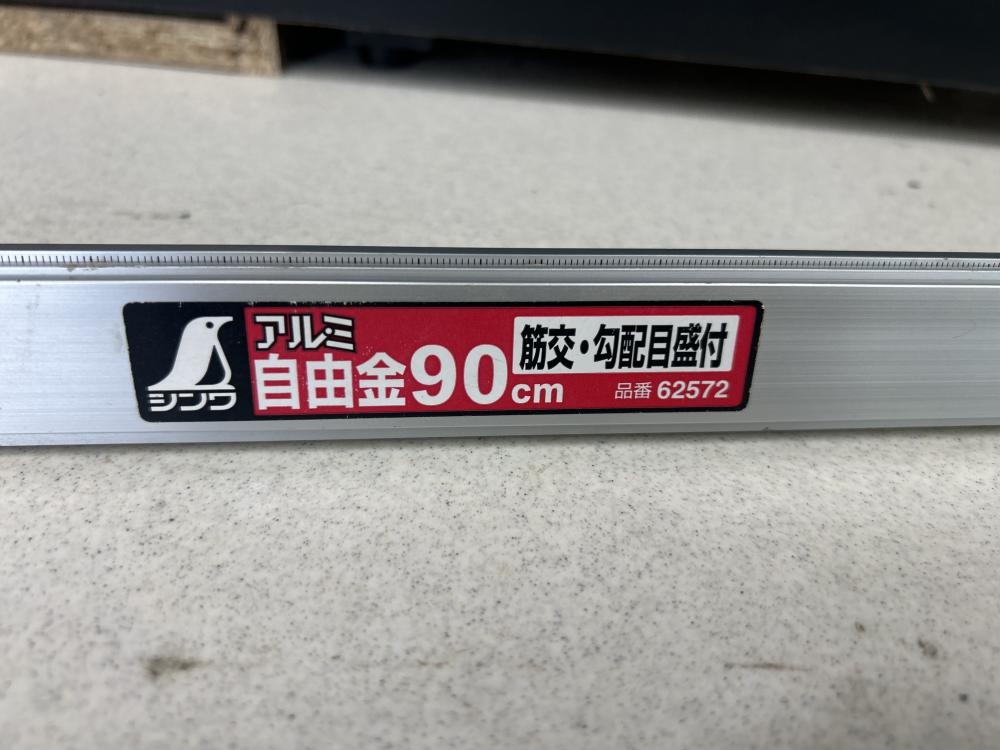 シンワ
アルミ
自由金90cm
筋交・勾配目盛付
品番 62572